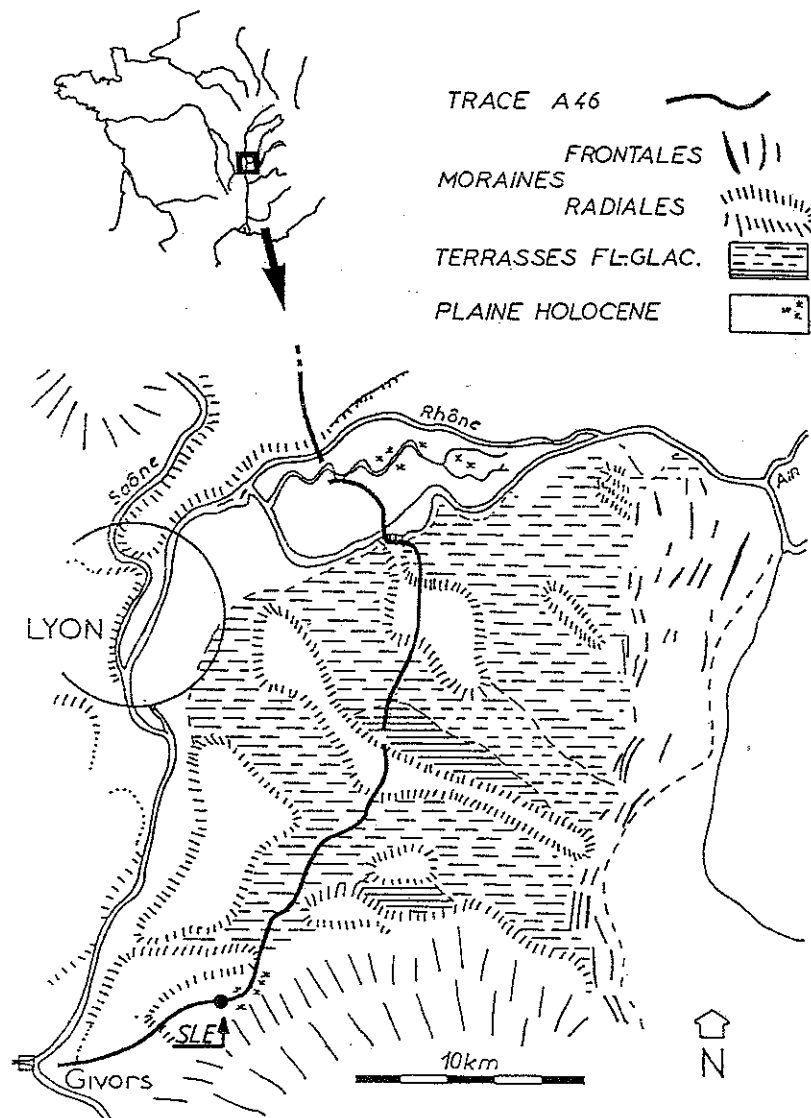 TRACE A46
FRONTALES
MORAINES
RADIALES
TERRASSES FL-GLAC.
PLAINE HOLOCENE
Rhône
Saône
Ain
LYON
SLE
Givors
10km
N